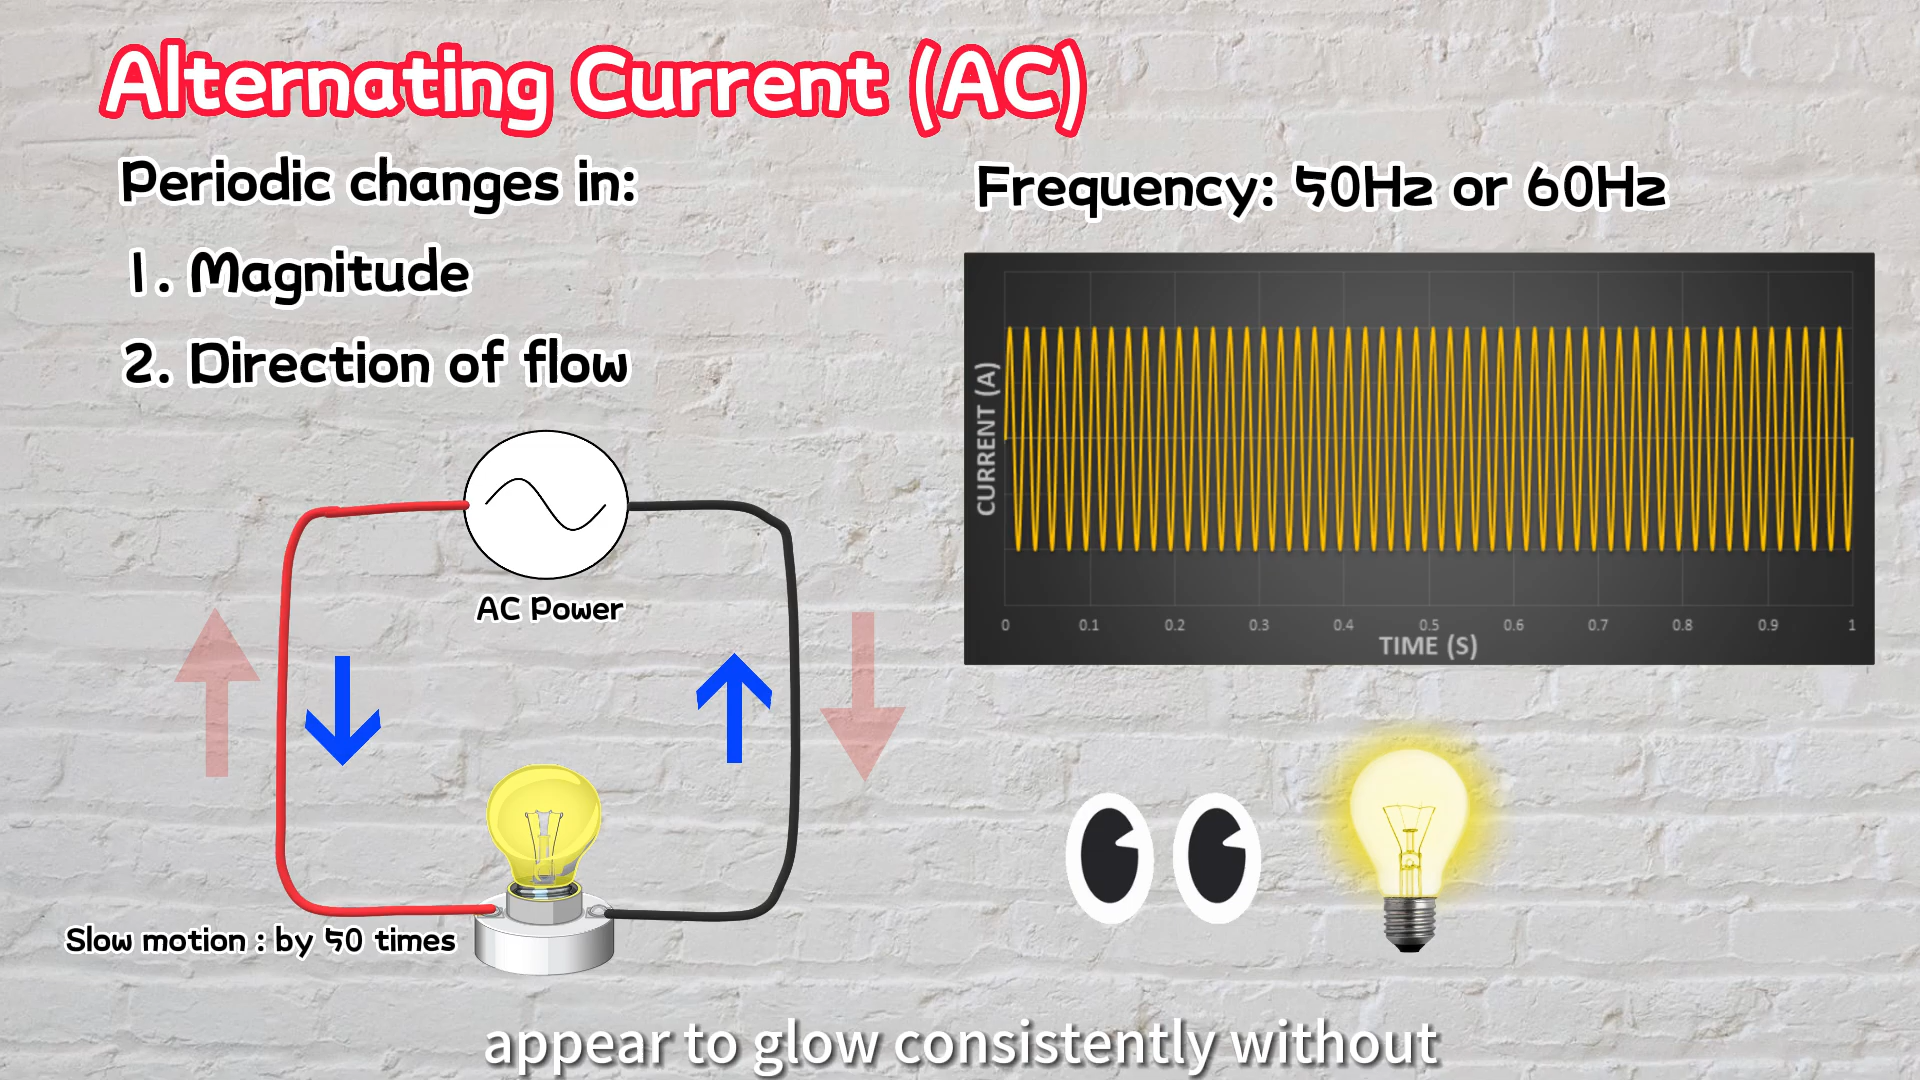 Alternating Current (AC)
Periodic changes in:
1. Magnitude
2. Direction of flow
Frequency: 50Hz or 60Hz
CURRENT (A)
0 0.1 0.2 0.3 0.4 0.5 0.6 0.7 0.8 0.9 1
TIME (S)
AC Power
Slow motion : by 50 times
appear to glow consistently without